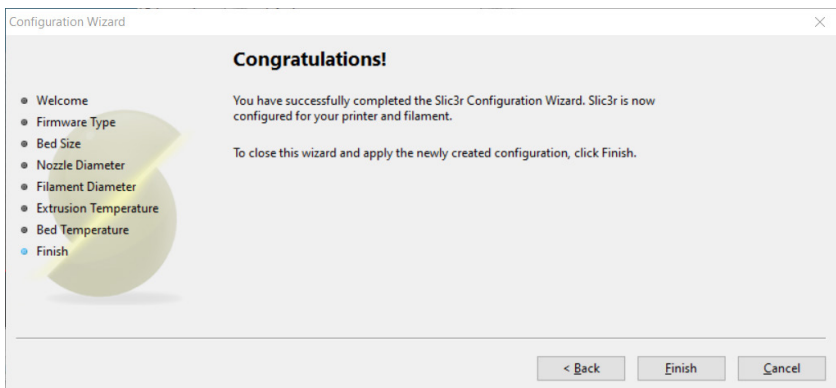 Configuration Wizard
Congratulations!
Welcome
Firmware Type
Bed Size
Nozzle Diameter
Filament Diameter
Extrusion Temperature
Bed Temperature
Finish
You have successfully completed the Slic3r Configuration Wizard. Slic3r is now
configured for your printer and filament.
To close this wizard and apply the newly created configuration, click Finish.
< Back
Finish
Cancel